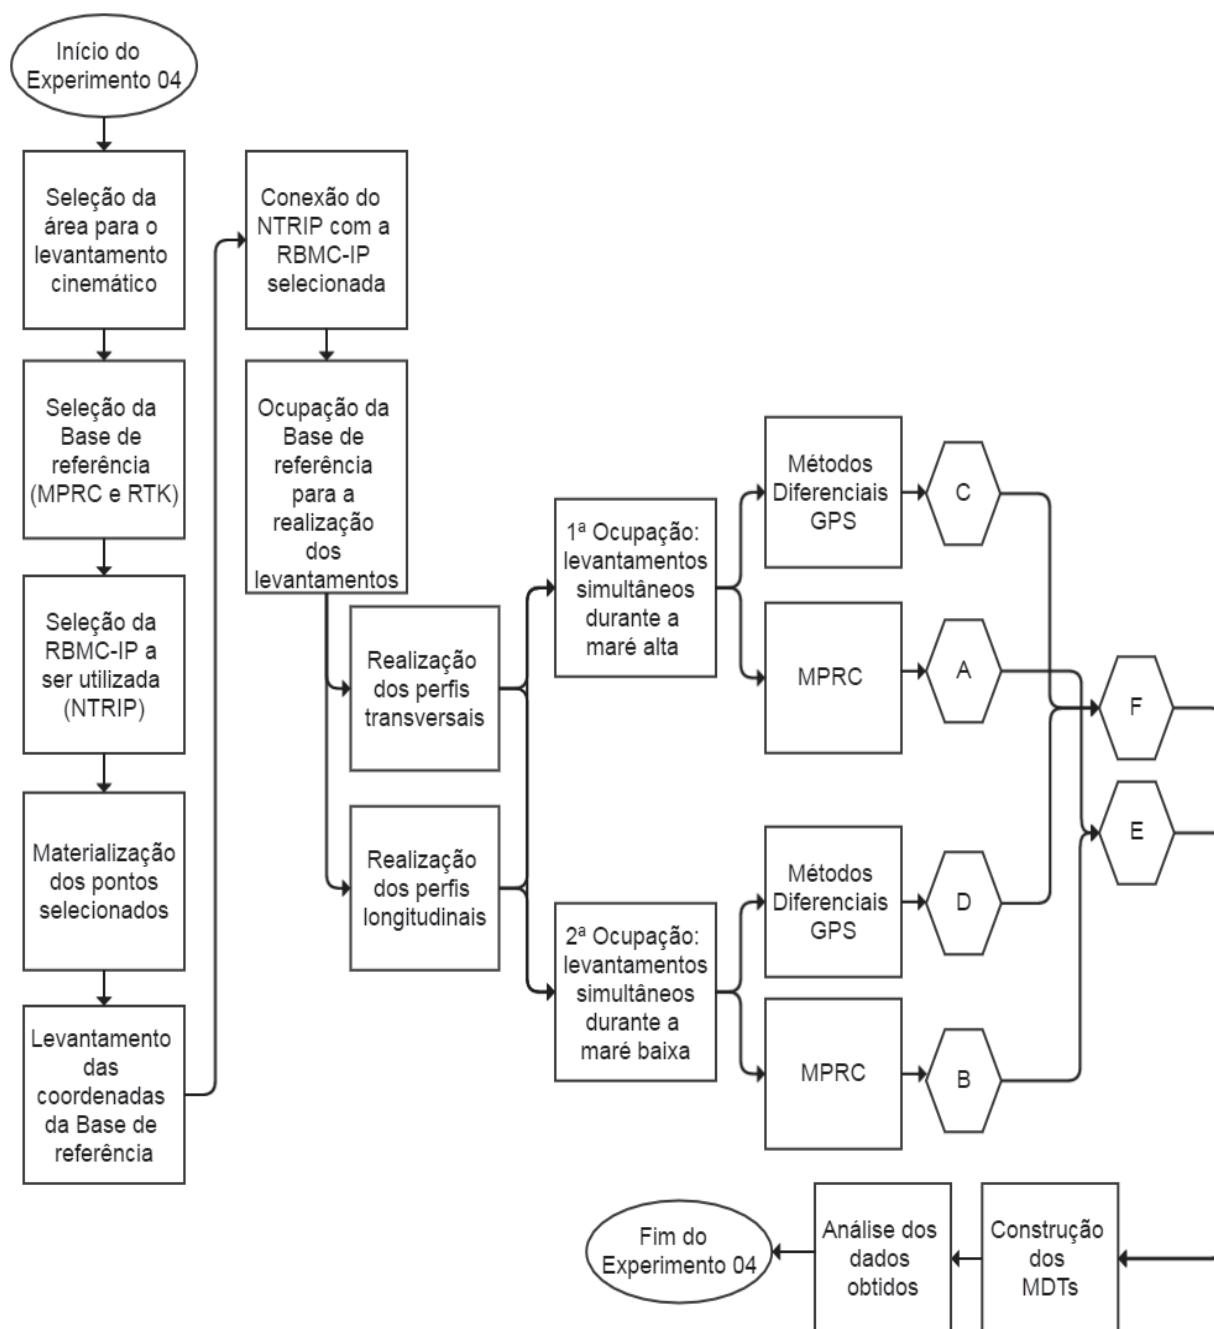 Início do
Experimento 04
Seleção da
área para o
levantamento
cinemático
Seleção da
Base de
referência
(MPRC e RTK)
Seleção da
RBMC-IP a
ser utilizada
(NTRIP)
Materialização
dos pontos
selecionados
Levantamento
das
coordenadas
da Base de
referência
Conexão do
NTRIP com a
RBMC-IP
selecionada
Ocupação da
Base de
referência
para a
realização
dos
levantamentos
Realização
dos perfis
transversais
Realização
dos perfis
longitudinais
1ª Ocupação:
levantamentos
simultâneos
durante a
maré alta
2ª Ocupação:
levantamentos
simultâneos
durante a
maré baixa
Métodos
Diferenciais
GPS
C
MPRC
A
Métodos
Diferenciais
GPS
D
MPRC
B
F
E
Construção
dos
MDTs
Análise dos
dados
obtidos
Fim do
Experimento 04